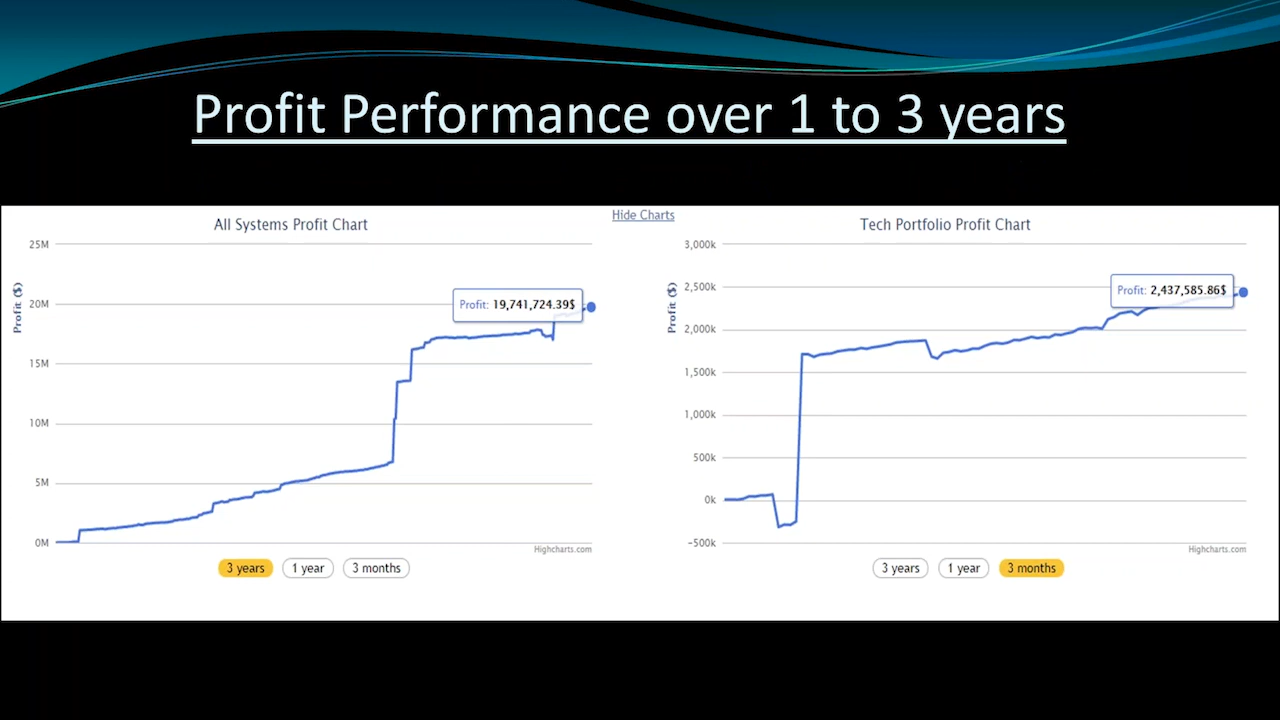 Profit Performance over 1 to 3 years
Hide Charts
All Systems Profit Chart
Profit ($)
25M
20M
15M
10M
5M
0M
Profit: 19,741,724.39$
Highcharts.com
3 years
1 year
3 months
Tech Portfolio Profit Chart
Profit ($)
3,000k
2,500k
2,000k
1,500k
1,000k
500k
0k
-500k
Profit: 2,437,585.86$
Highcharts.com
3 years
1 year
3 months